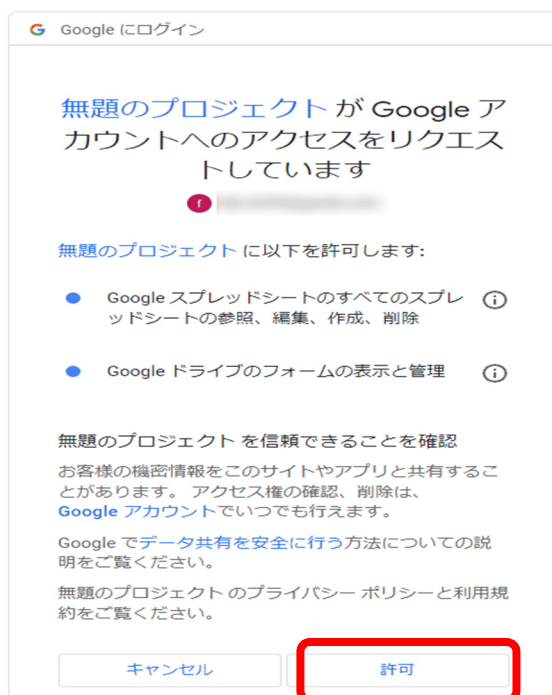 G Google にログイン
無題のプロジェクト が Google ア
カウントへのアクセスをリクエス
トしています
f
無題のプロジェクト に以下を許可します:
Google スプレッドシートのすべてのスプレ
ッドシートの参照、編集、作成、削除
Google ドライブのフォームの表示と管理
無題のプロジェクト を信頼できることを確認
お客様の機密情報をこのサイトやアプリと共有するこ
とがあります。 アクセス権の確認、削除は、
Google アカウントでいつでも行えます。
Google でデータ共有を安全に行う方法についての説
明をご覧ください。
無題のプロジェクト のプライバシー ポリシーと利用規
約をご覧ください。
キャンセル
許可